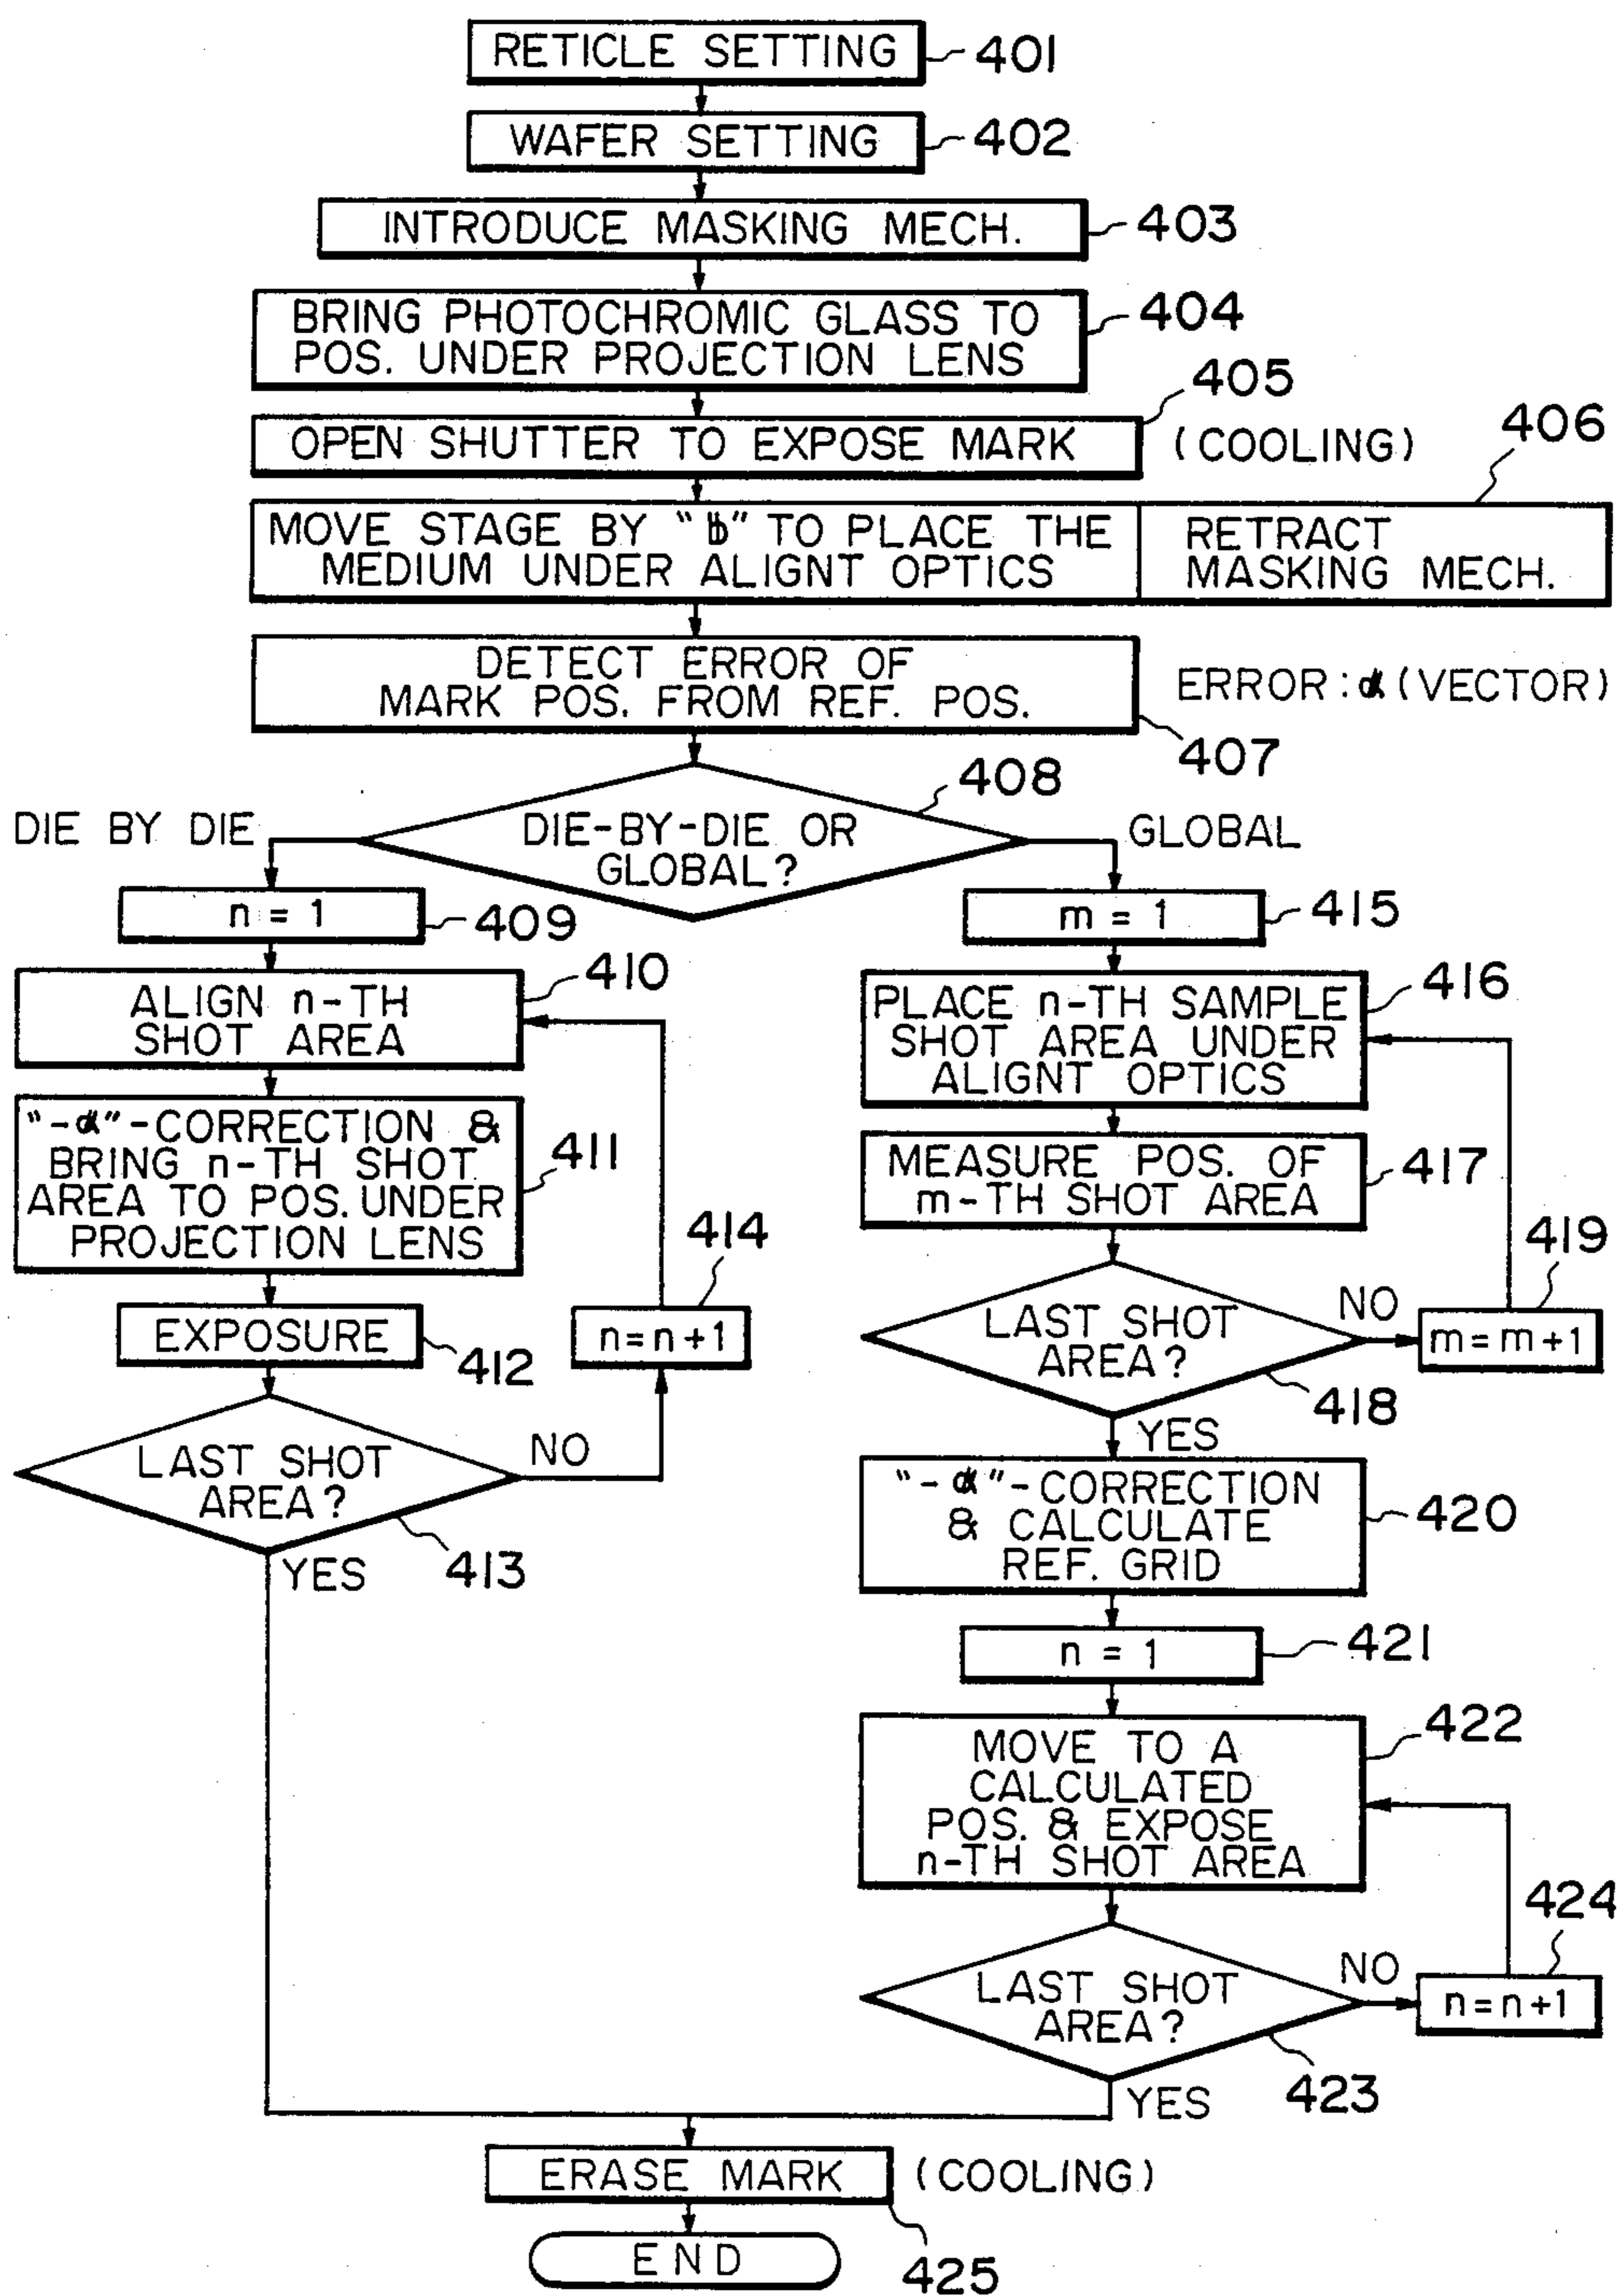 RETICLE SETTING
401
WAFER SETTING
402
INTRODUCE MASKING MECH.
403
BRING PHOTOCHROMIC GLASS TO
POS. UNDER PROJECTION LENS
404
405
OPEN SHUTTER TO EXPOSE MARK
(COOLING)
406
MOVE STAGE BY "b" TO PLACE THE
MEDIUM UNDER ALIGNT OPTICS
RETRACT
MASKING MECH.
DETECT ERROR OF
MARK POS. FROM REF. POS.
ERROR : α (VECTOR)
407
408
DIE-BY-DIE OR
GLOBAL?
DIE BY DIE
GLOBAL
n = 1
409
ALIGN n-TH
SHOT AREA
410
"-α"-CORRECTION &
BRING n-TH SHOT
AREA TO POS. UNDER
PROJECTION LENS
411
EXPOSURE
412
414
n=n+1
LAST SHOT
AREA?
NO
413
YES
m = 1
415
PLACE n-TH SAMPLE
SHOT AREA UNDER
ALIGNT OPTICS
416
MEASURE POS. OF
m-TH SHOT AREA
417
419
LAST SHOT
AREA?
NO
m=m+1
418
YES
"-α"-CORRECTION
& CALCULATE
REF. GRID
420
n = 1
421
MOVE TO A
CALCULATED
POS. & EXPOSE
n-TH SHOT AREA
422
424
LAST SHOT
AREA?
NO
n=n+1
423
YES
ERASE MARK
(COOLING)
425
END